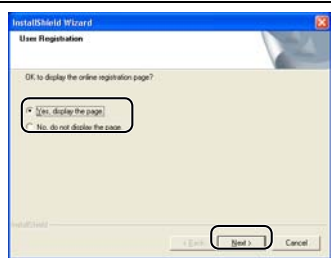 InstallShield Wizard
User Registration
OK to display the online registration page?
Yes, display the page
No, do not display the page
InstallShield
< Back Next > Cancel